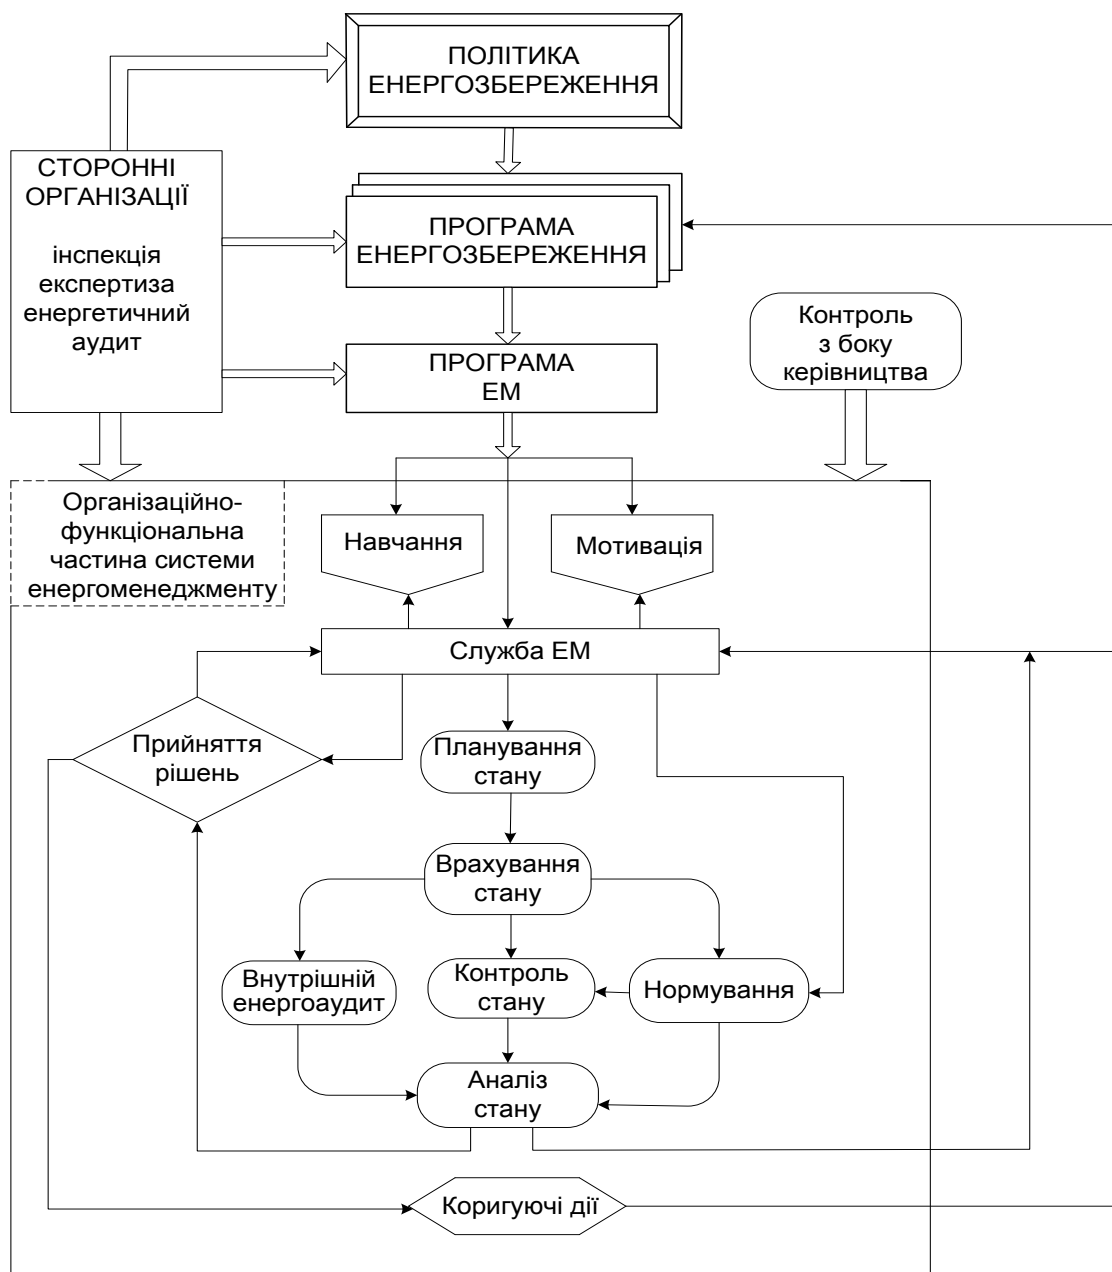 ПОЛІТИКА
ЕНЕРГОЗБЕРЕЖЕННЯ
СТОРОННІ
ОРГАНІЗАЦІЇ
інспекція
експертиза
енергетичний
аудит
ПРОГРАМА
ЕНЕРГОЗБЕРЕЖЕННЯ
Контроль
з боку
керівництва
ПРОГРАМА
ЕМ
Організаційно-
функціональна
частина системи
енергоменеджменту
Навчання
Мотивація
Служба ЕМ
Прийняття
рішень
Планування
стану
Врахування
стану
Внутрішній
енергоаудит
Контроль
стану
Нормування
Аналіз
стану
Коригуючі дії